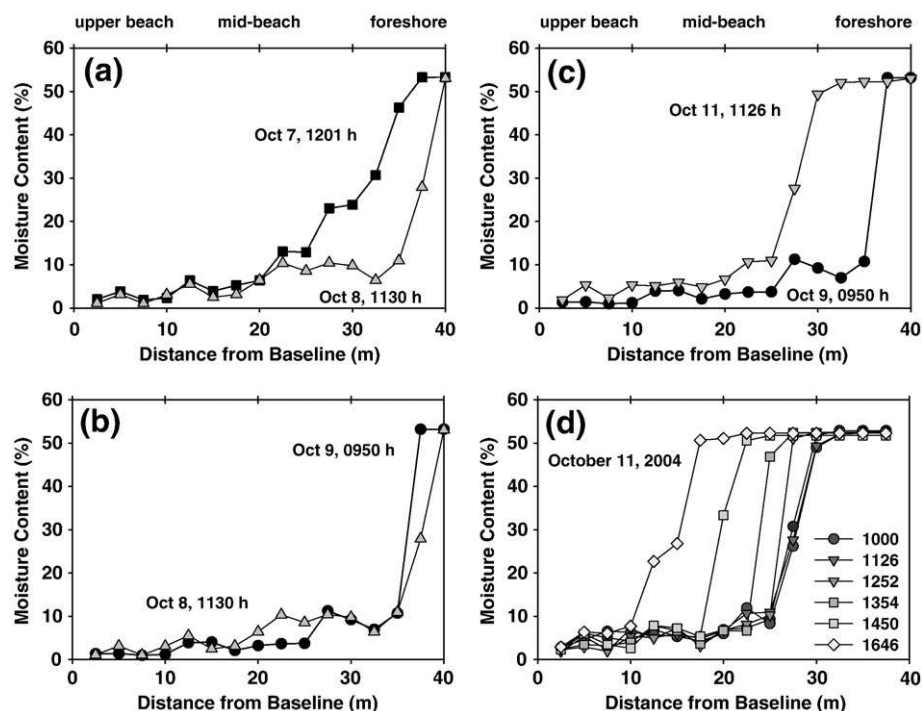 upper beach mid-beach foreshore
upper beach mid-beach foreshore
60
50
40
30
20
10
0
Moisture Content (%)
(a)
Oct 7, 1201 h
Oct 8, 1130 h
0 10 20 30 40
Distance from Baseline (m)
60
50
40
30
20
10
0
Moisture Content (%)
(c)
Oct 11, 1126 h
Oct 9, 0950 h
0 10 20 30 40
Distance from Baseline (m)
60
50
40
30
20
10
0
Moisture Content (%)
(b)
Oct 9, 0950 h
Oct 8, 1130 h
0 10 20 30 40
Distance from Baseline (m)
60
50
40
30
20
10
0
Moisture Content (%)
(d)
October 11, 2004
1000
1126
1252
1354
1450
1646
0 10 20 30 40
Distance from Baseline (m)